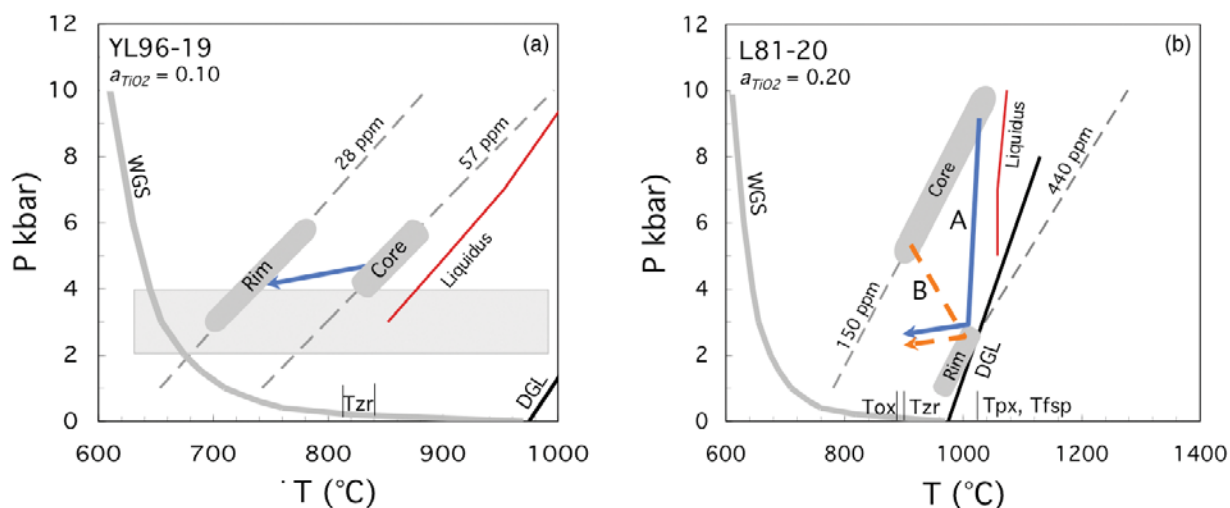 YL96-19
(a)
aTiO2 = 0.10
12
10
8
6
4
2
0
P kbar
WGS
28 ppm
57 ppm
Rim
Core
Liquidus
Tzr
DGL
600
700
800
900
1000
T (°C)
L81-20
(b)
aTiO2 = 0.20
12
10
8
6
4
2
0
P kbar
WGS
Core
Liquidus
440 ppm
A
B
150 ppm
Rim
DGL
Tox
Tzr
Tpx, Tfsp
600
800
1000
1200
1400
T (°C)